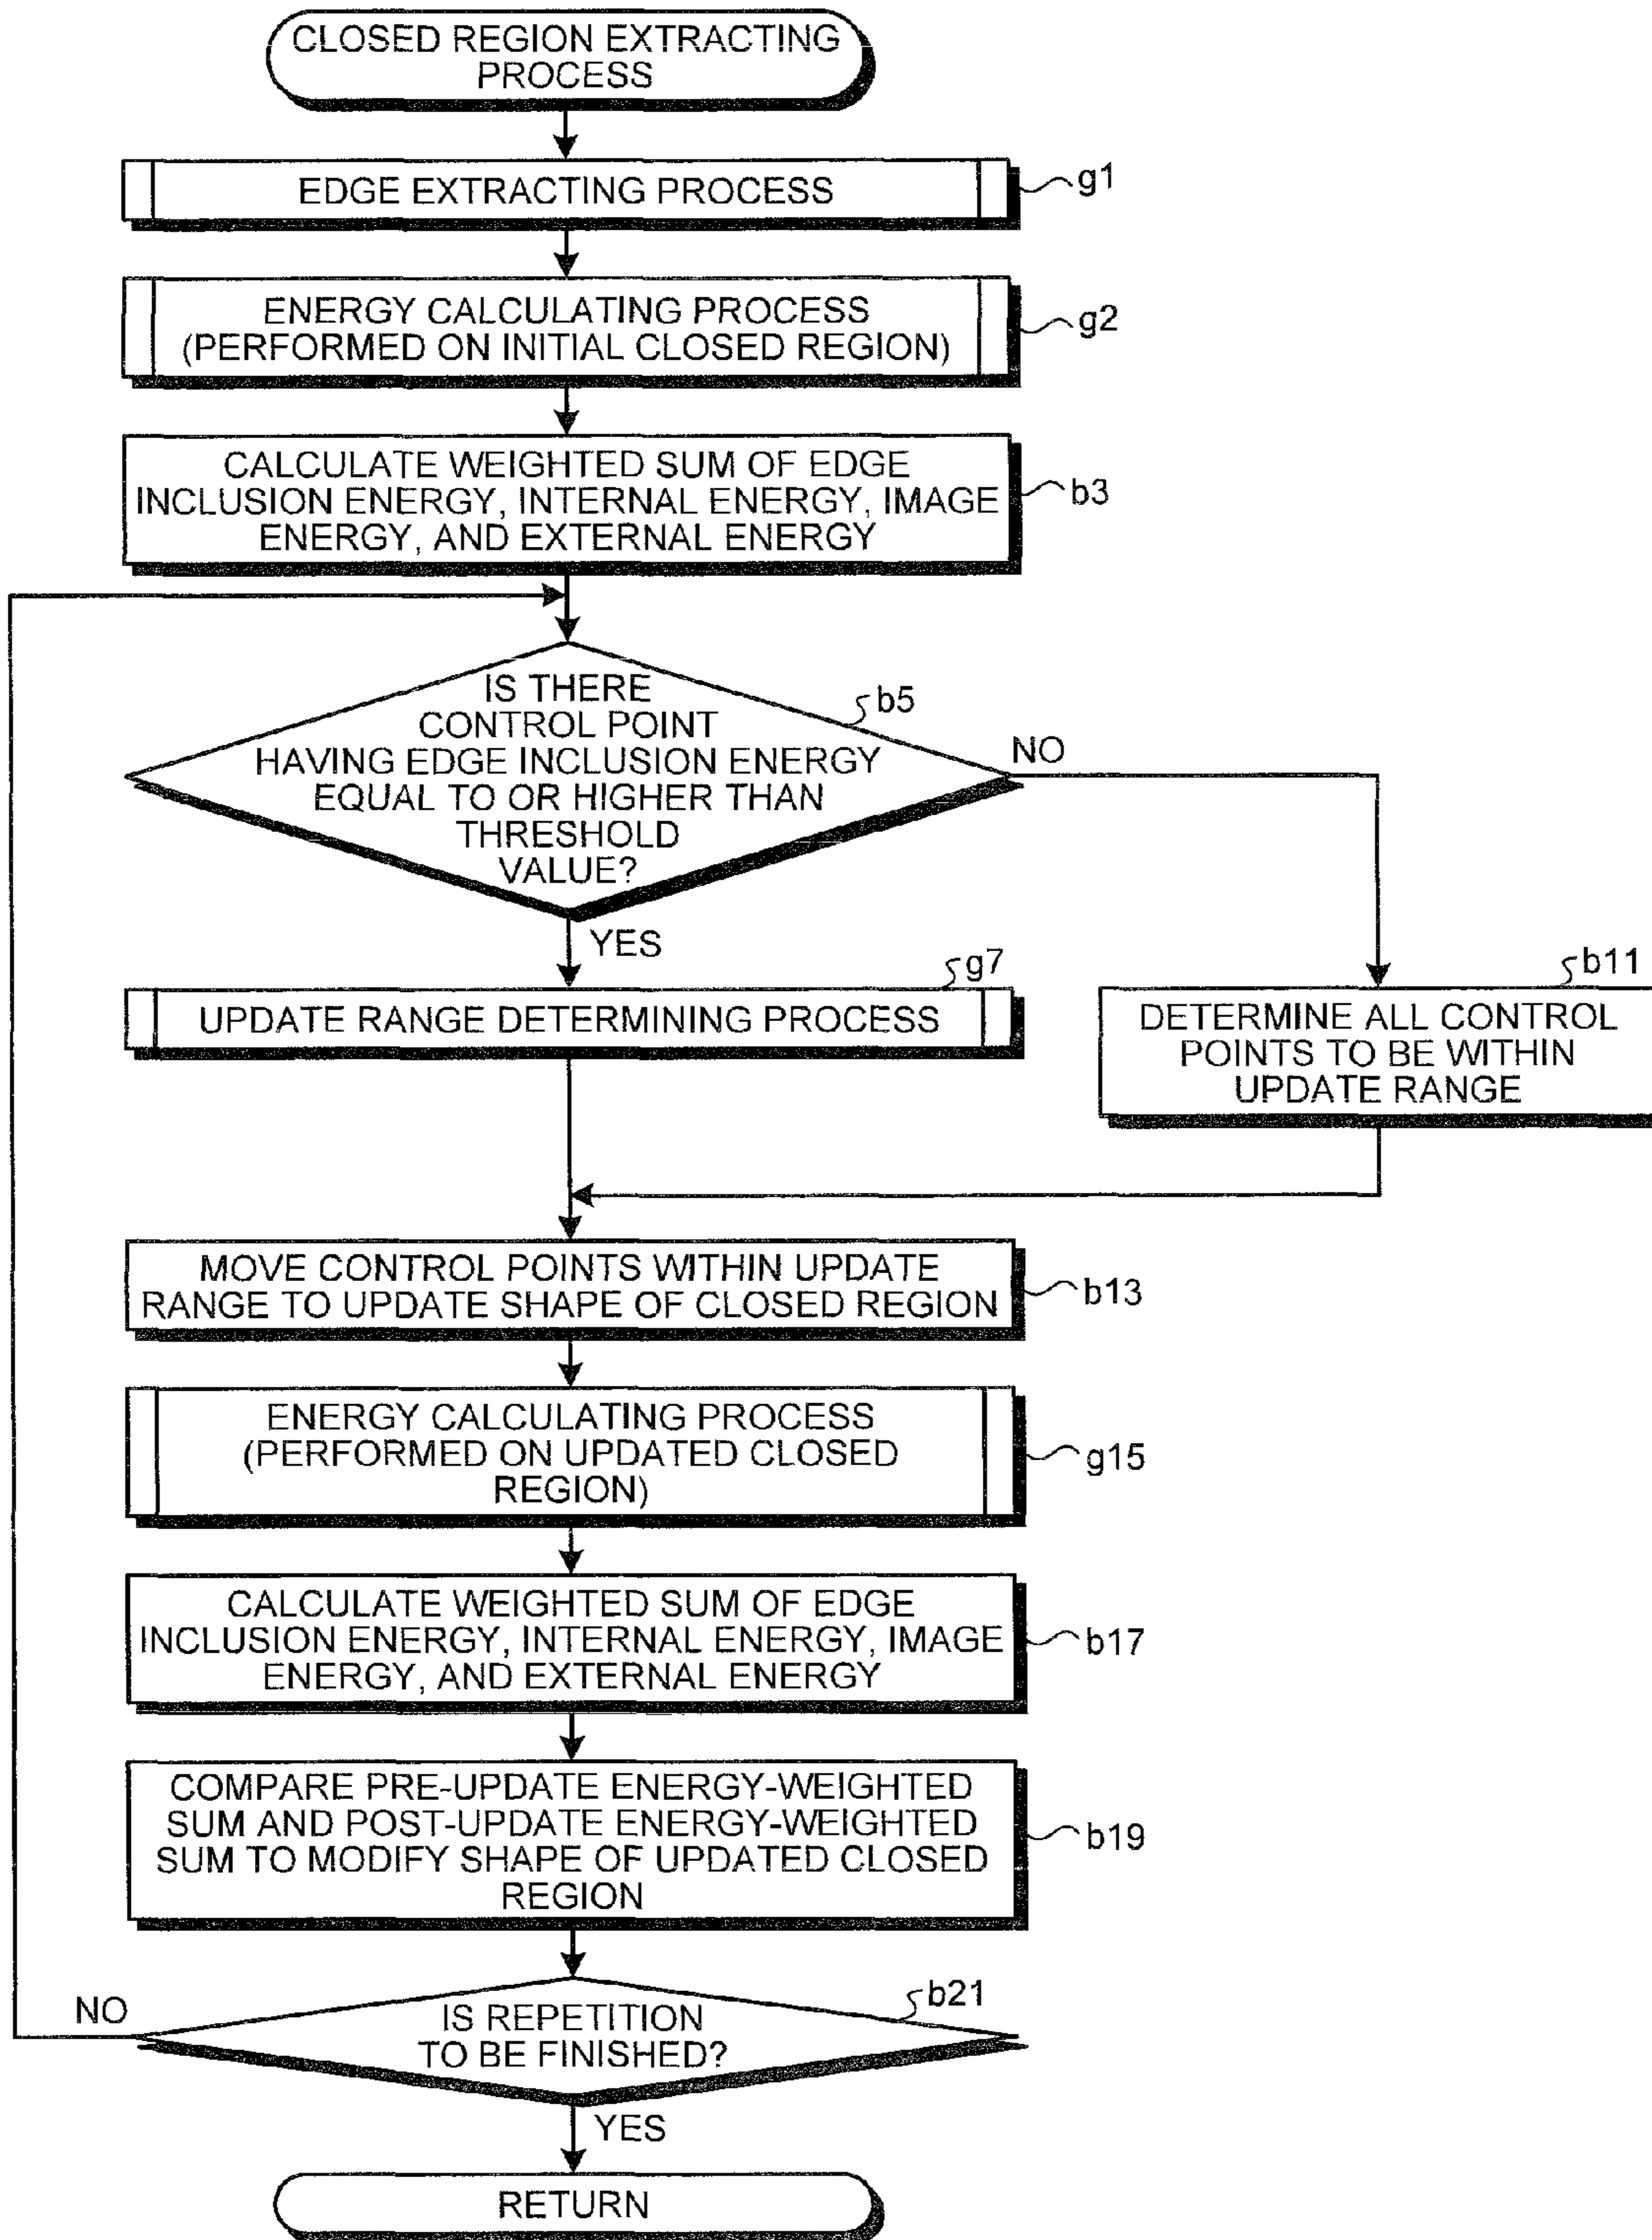 CLOSED REGION EXTRACTING
PROCESS
EDGE EXTRACTING PROCESS
g1
ENERGY CALCULATING PROCESS
(PERFORMED ON INITIAL CLOSED REGION)
g2
CALCULATE WEIGHTED SUM OF EDGE
INCLUSION ENERGY, INTERNAL ENERGY, IMAGE
ENERGY, AND EXTERNAL ENERGY
b3
IS THERE
CONTROL POINT
HAVING EDGE INCLUSION ENERGY
EQUAL TO OR HIGHER THAN
THRESHOLD
VALUE?
b5
NO
YES
UPDATE RANGE DETERMINING PROCESS
g7
DETERMINE ALL CONTROL
POINTS TO BE WITHIN
UPDATE RANGE
b11
MOVE CONTROL POINTS WITHIN UPDATE
RANGE TO UPDATE SHAPE OF CLOSED REGION
b13
ENERGY CALCULATING PROCESS
(PERFORMED ON UPDATED CLOSED
REGION)
g15
CALCULATE WEIGHTED SUM OF EDGE
INCLUSION ENERGY, INTERNAL ENERGY, IMAGE
ENERGY, AND EXTERNAL ENERGY
b17
COMPARE PRE-UPDATE ENERGY-WEIGHTED
SUM AND POST-UPDATE ENERGY-WEIGHTED
SUM TO MODIFY SHAPE OF UPDATED CLOSED
REGION
b19
IS REPETITION
TO BE FINISHED?
b21
NO
YES
RETURN